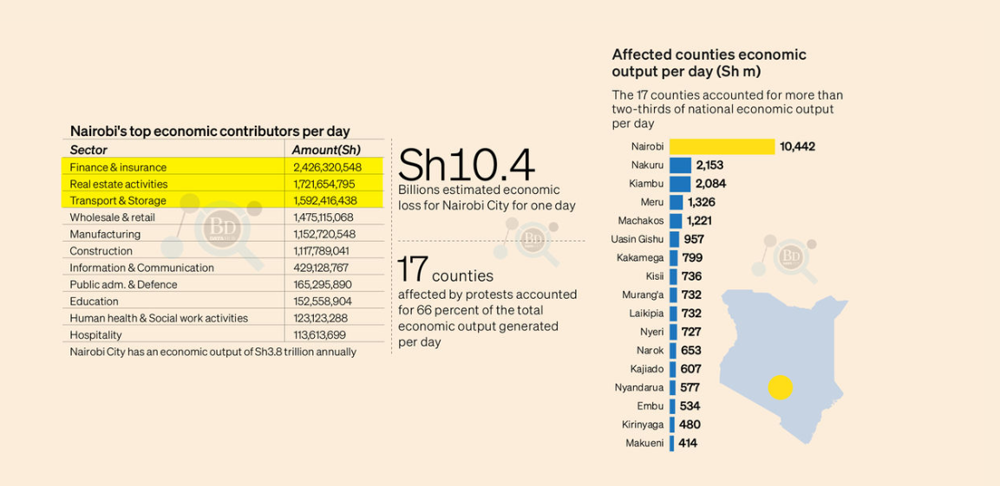 Nairobi's top economic contributors per day
Sector Amount(Sh)
Finance & insurance 2,426,320,548
Real estate activities 1,721,654,795
Transport & Storage 1,592,416,438
Wholesale & retail 1,475,115,068
Manufacturing 1,152,720,548
Construction 1,117,789,041
Information & Communication 429,128,767
Public adm. & Defence 165,295,890
Education 152,558,904
Human health & Social work activities 123,123,288
Hospitality 113,613,699
Nairobi City has an economic output of Sh3.8 trillion annually
Sh10.4
Billions estimated economic
loss for Nairobi City for one day
17 counties
affected by protests accounted
for 66 percent of the total
economic output generated
per day
Affected counties economic
output per day (Sh m)
The 17 counties accounted for more than
two-thirds of national economic output
per day
Nairobi 10,442
Nakuru 2,153
Kiambu 2,084
Meru 1,326
Machakos 1,221
Uasin Gishu 957
Kakamega 799
Kisii 736
Murang'a 732
Laikipia 732
Nyeri 727
Narok 653
Kajiado 607
Nyandarua 577
Embu 534
Kirinyaga 480
Makueni 414
BD
BD
BD